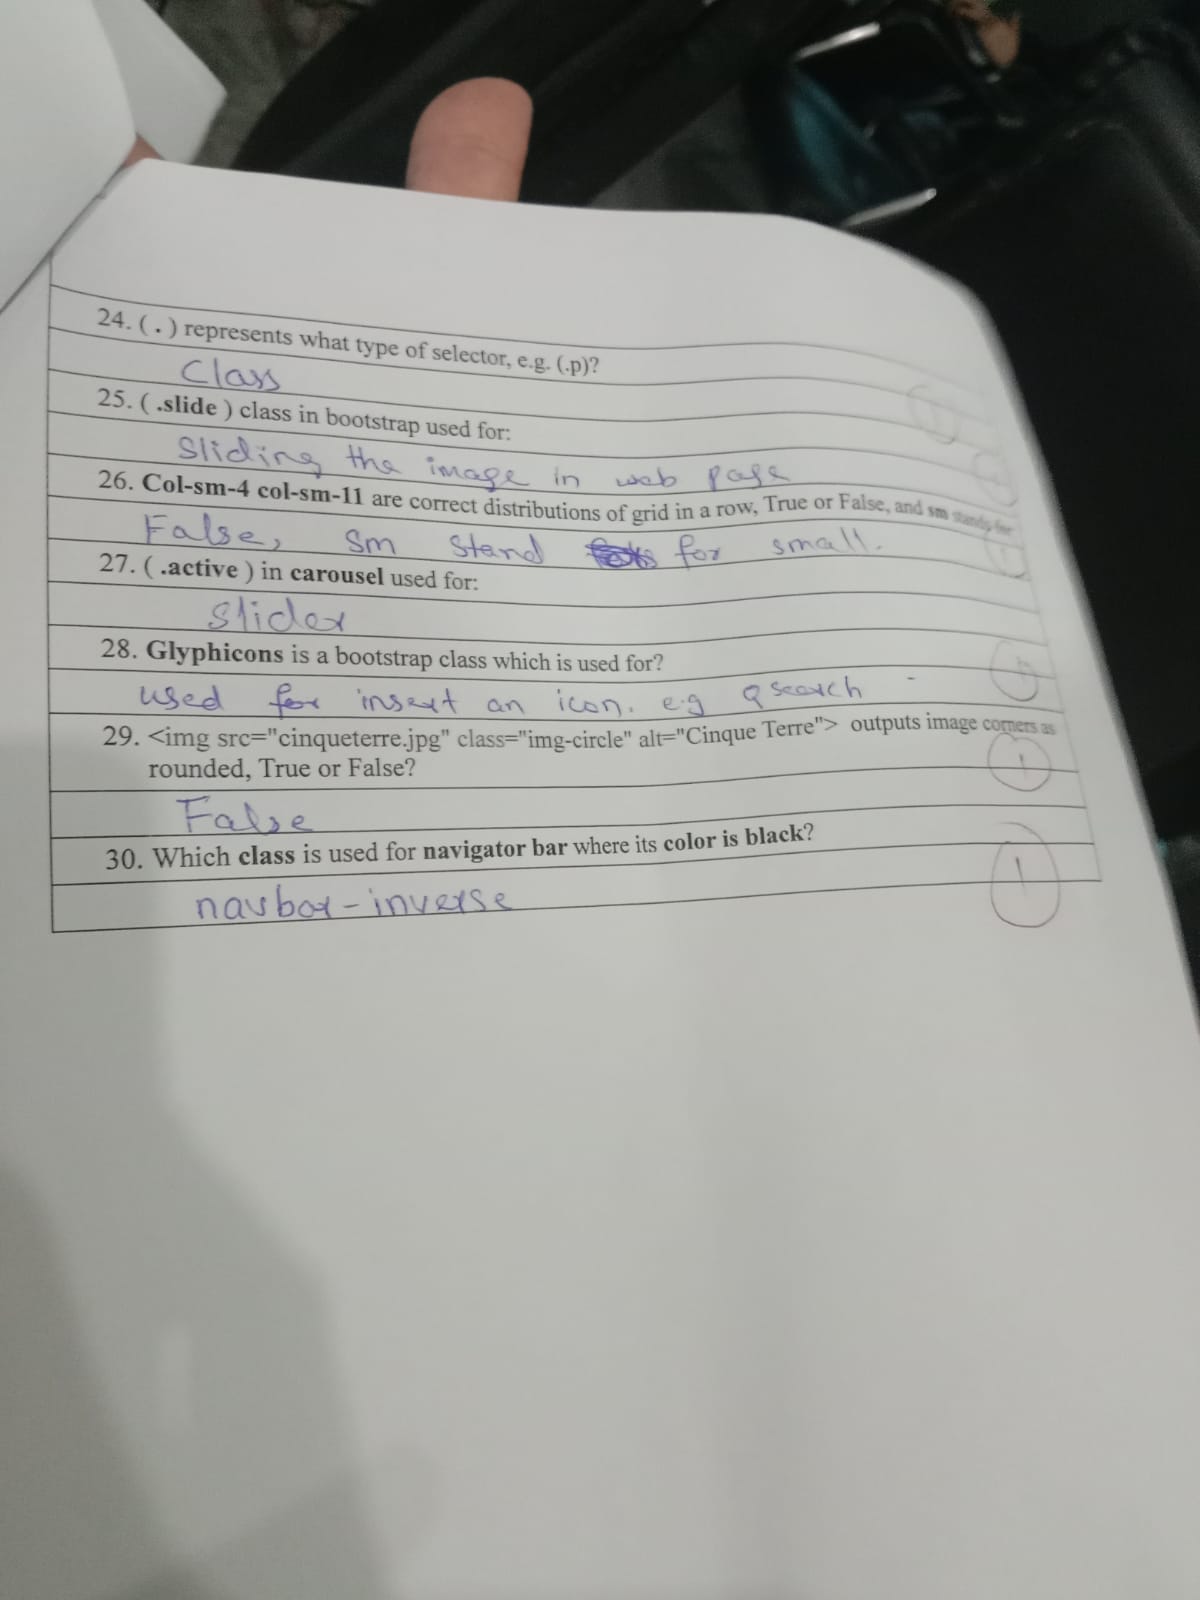 24. ( . ) represents what type of selector, e.g. (.p)?
Class
25. ( .slide ) class in bootstrap used for:
Sliding the image in web page
26. Col-sm-4 col-sm-11 are correct distributions of grid in a row, True or False, and sm stands for
False, Sm stand for small.
27. ( .active ) in carousel used for:
slider
28. Glyphicons is a bootstrap class which is used for?
used for insert an icon. e.g search
29. <img src="cinqueterre.jpg" class="img-circle" alt="Cinque Terre"> outputs image corners as
rounded, True or False?
1
False
30. Which class is used for navigator bar where its color is black?
navbar-inverse
1